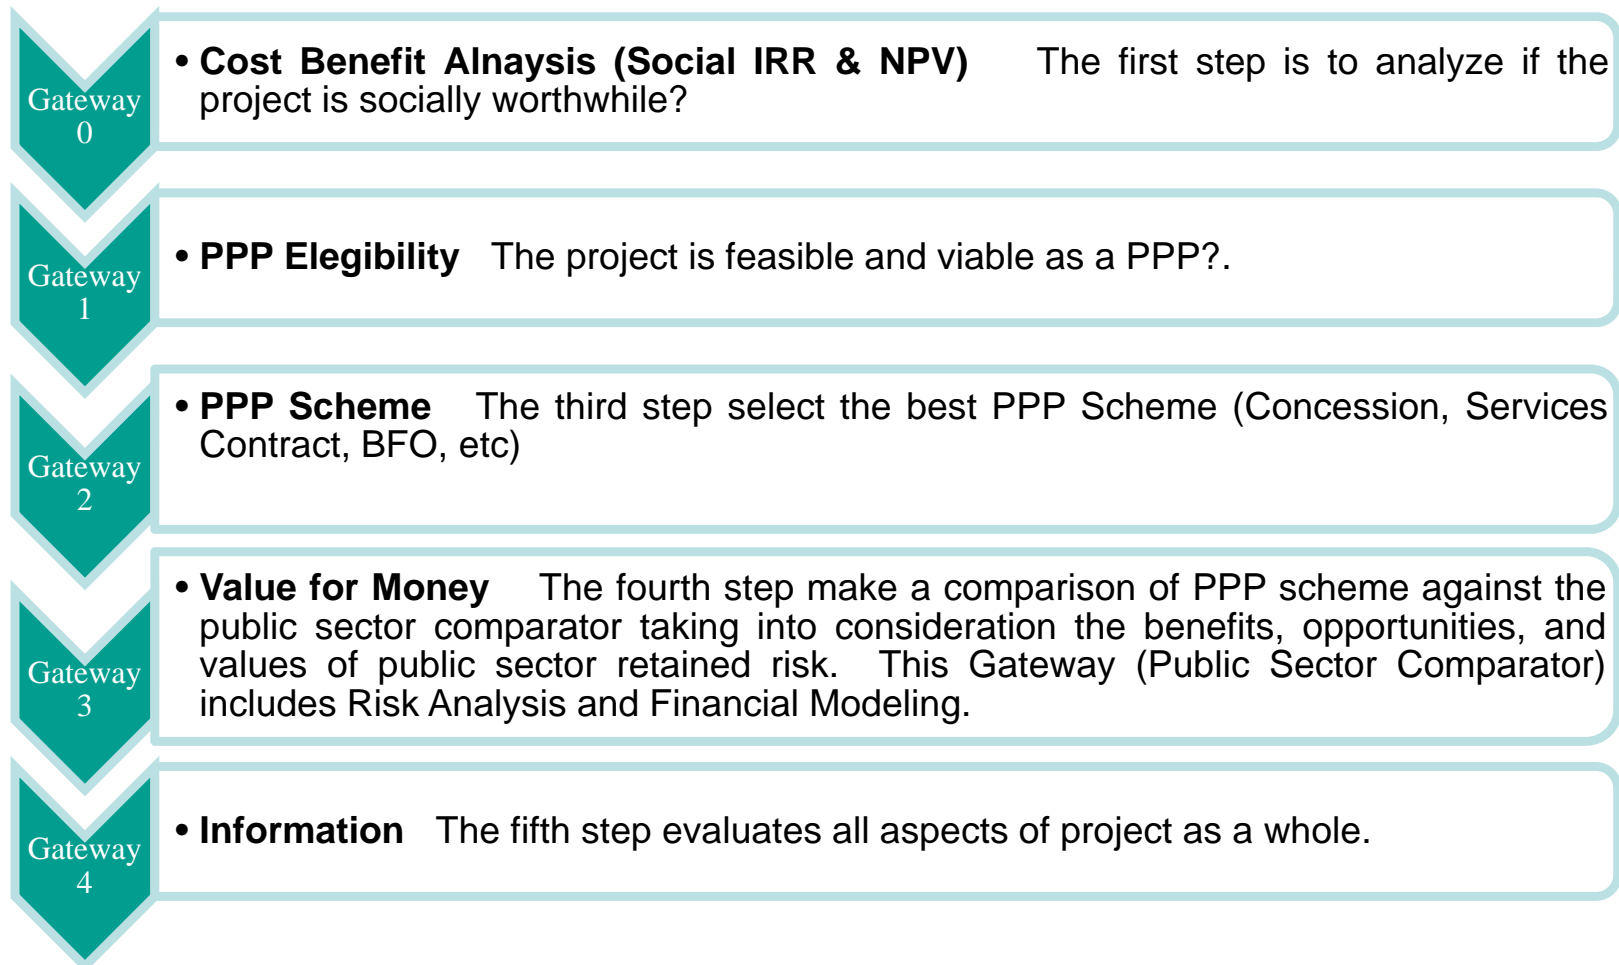 Gateway
0
• Cost Benefit Alnaysis (Social IRR & NPV) The first step is to analyze if the
project is socially worthwhile?
Gateway
1
• PPP Elegibility The project is feasible and viable as a PPP?.
Gateway
2
• PPP Scheme The third step select the best PPP Scheme (Concession, Services
Contract, BFO, etc)
Gateway
3
• Value for Money The fourth step make a comparison of PPP scheme against the
public sector comparator taking into consideration the benefits, opportunities, and
values of public sector retained risk. This Gateway (Public Sector Comparator)
includes Risk Analysis and Financial Modeling.
Gateway
4
• Information The fifth step evaluates all aspects of project as a whole.